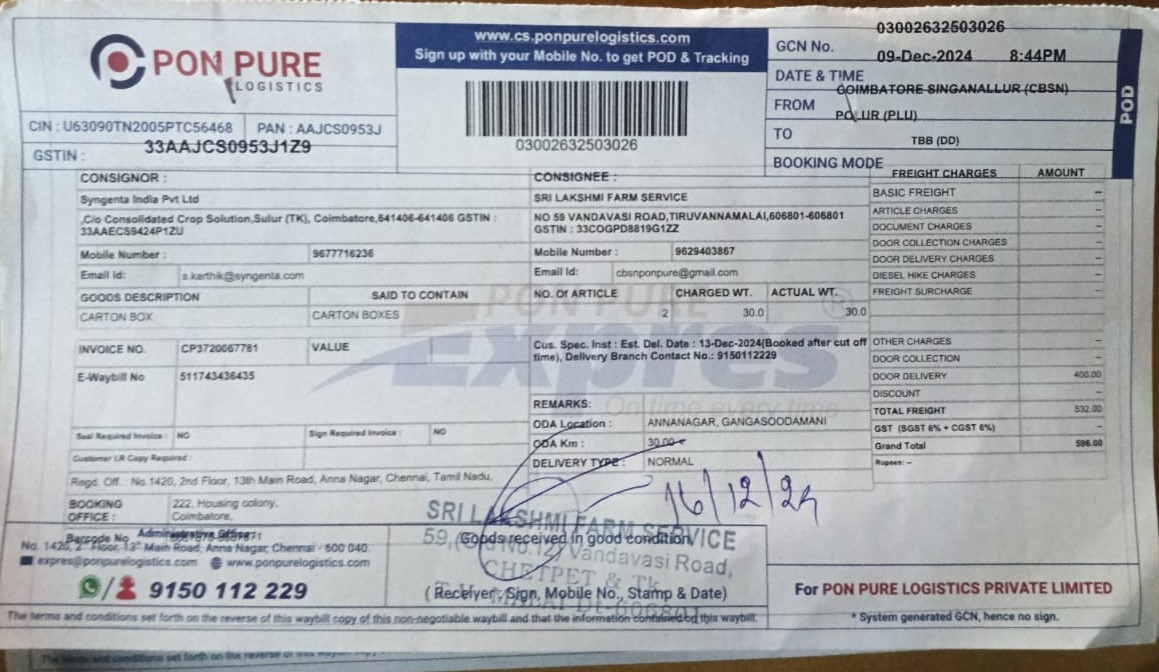 PON PURE
LOGISTICS
CIN : U63090TN2005PTC56468 PAN : AAJCS0953J
GSTIN : 33AAJCS0953J1Z9
www.cs.ponpurelogistics.com
Sign up with your Mobile No. to get POD & Tracking
03002632503026
GCN No. 03002632503026
DATE & TIME 09-Dec-2024 8:44PM
FROM COIMBATORE SINGANALLUR (CBSN)
TO POLUR (PLU)
BOOKING MODE TBB (DD)
POD
CONSIGNOR :
Syngenta India Pvt Ltd
,C/o Consolidated Crop Solution,Sulur (TK), Coimbatore,641406-641406 GSTIN :
33AAECS9424P1ZU
Mobile Number : 9677716236
Email Id: s.karthik@syngenta.com
CONSIGNEE :
SRI LAKSHMI FARM SERVICE
NO 59 VANDAVASI ROAD,TIRUVANNAMALAI,606801-606801
GSTIN : 33COGPD8819G1ZZ
Mobile Number : 9629403867
Email Id: cbsnponpure@gmail.com
GOODS DESCRIPTION SAID TO CONTAIN NO. Of ARTICLE CHARGED WT. ACTUAL WT.
CARTON BOX CARTON BOXES 2 30.0 30.0
PON PURE
Expres
On time every time
INVOICE NO. CP3720067781 VALUE
E-Waybill No 511743436435
Cus. Spec. Inst : Est. Del. Date : 13-Dec-2024(Booked after cut off
time), Delivery Branch Contact No.: 9150112229
REMARKS:
ODA Location : ANNANAGAR, GANGASOODAMANI
ODA Km : 30.00
DELIVERY TYPE : NORMAL
Seal Required Invoice : NO Sign Required Invoice : NO
Customer LR Copy Required :
Regd. Off. : No.1420, 2nd Floor, 13th Main Road, Anna Nagar, Chennai, Tamil Nadu,
BOOKING OFFICE : 222, Housing colony,
Coimbatore,
FREIGHT CHARGES AMOUNT
BASIC FREIGHT --
ARTICLE CHARGES --
DOCUMENT CHARGES --
DOOR COLLECTION CHARGES --
DOOR DELIVERY CHARGES --
DIESEL HIKE CHARGES --
FREIGHT SURCHARGE --
OTHER CHARGES --
DOOR COLLECTION --
DOOR DELIVERY 400.00
DISCOUNT --
TOTAL FREIGHT 532.00
GST (SGST 6% + CGST 6%)
Grand Total 596.00
Rupees: --
16/12/24
Barcode No
Administrative Office:
No. 1420, 2nd Floor, 13th Main Road, Anna Nagar, Chennai - 600 040.
expres@ponpurelogistics.com www.ponpurelogistics.com
9150 112 229
SRI LAKSHMI FARM SERVICE
59, Vandavasi Road,
CHETPET & Tk
Goods received in good condition
(Receiver, Sign, Mobile No., Stamp & Date)
For PON PURE LOGISTICS PRIVATE LIMITED
* System generated GCN, hence no sign.
The terms and conditions set forth on the reverse of this waybill copy of this non-negotiable waybill and that the information contained on this waybill.